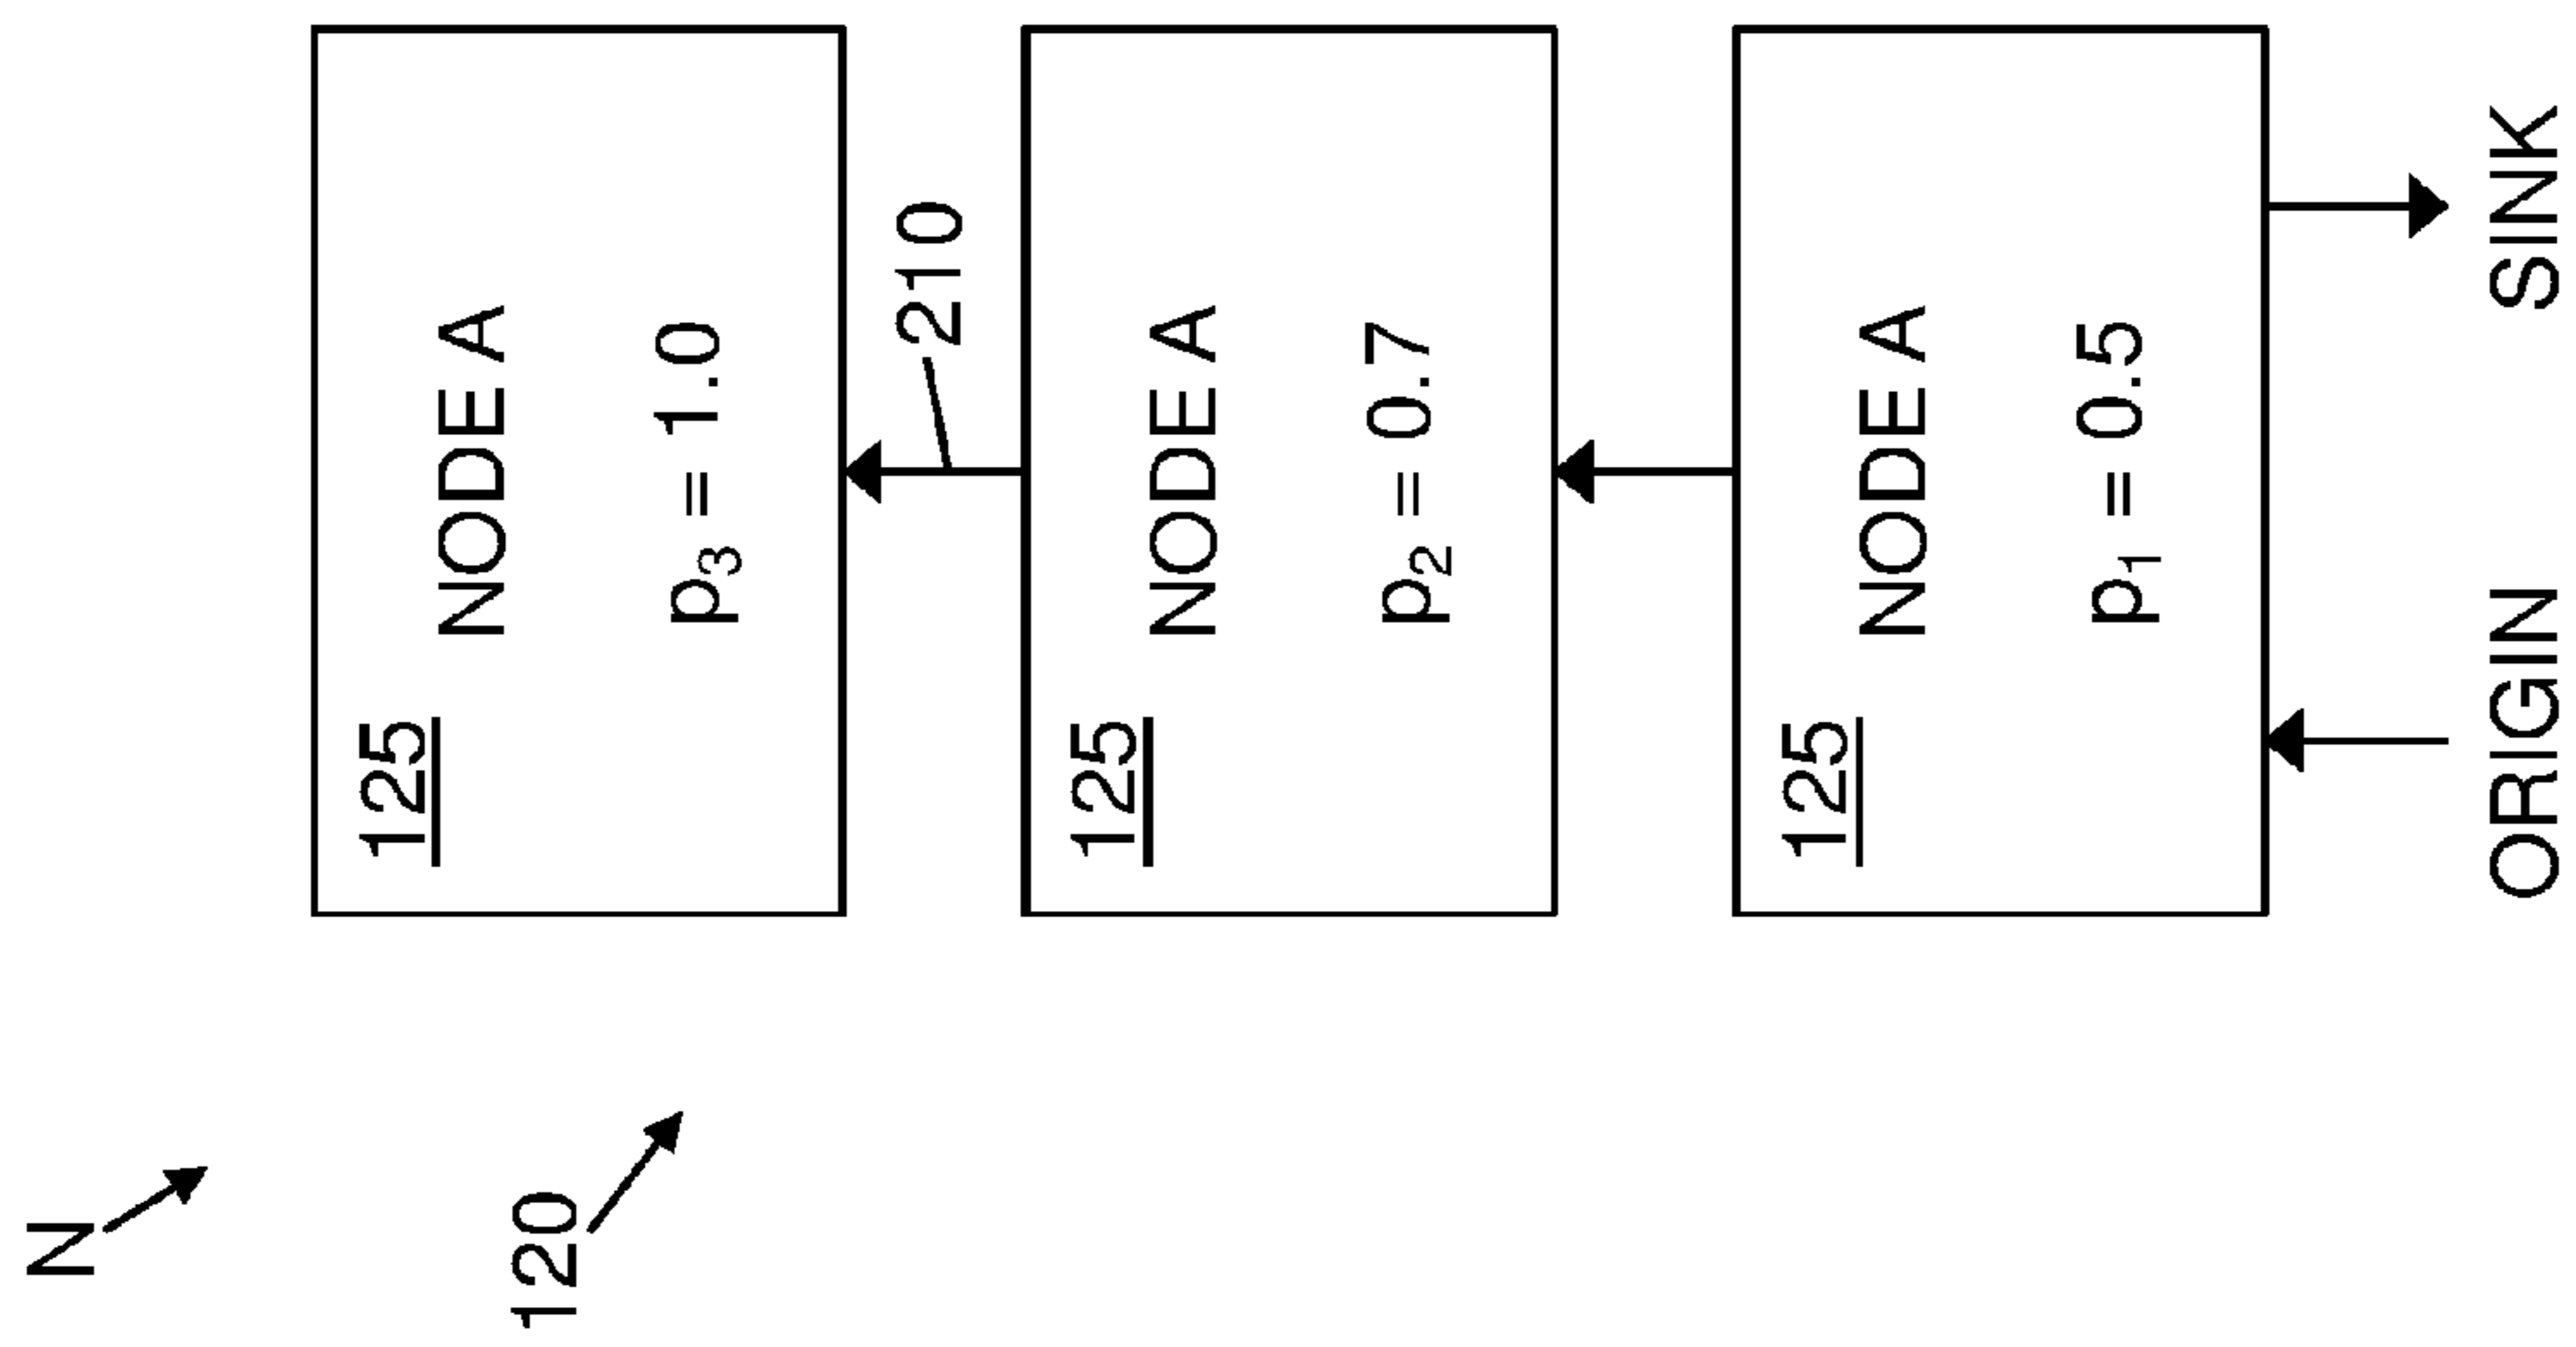 N
120
125
NODE A
p₃ = 1.0
210
125
NODE A
p₂ = 0.7
125
NODE A
p₁ = 0.5
ORIGIN
SINK